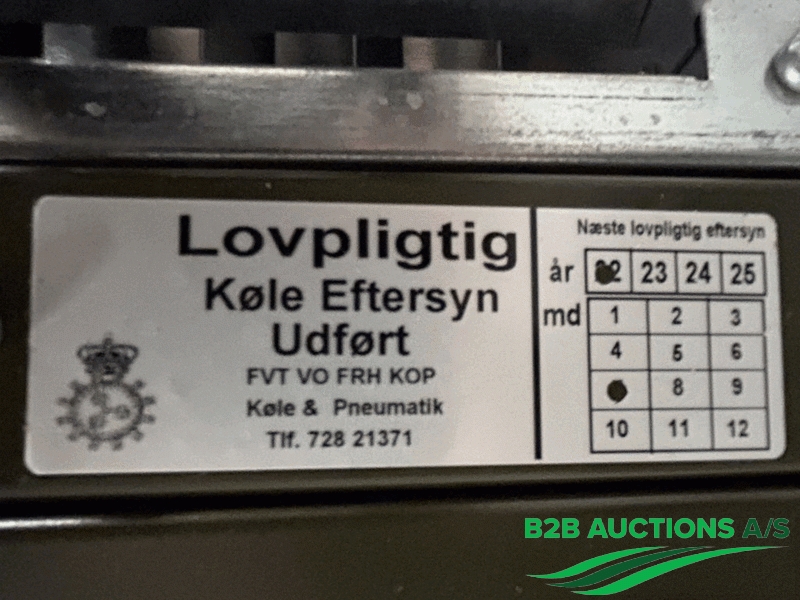 Lovpligtig
Køle Eftersyn
Udført
FVT VO FRH KOP
Køle & Pneumatik
Tlf. 728 21371
Næste lovpligtig eftersyn
år 22 23 24 25
md 1 2 3
4 5 6
8 9
10 11 12
B2B AUCTIONS A/S